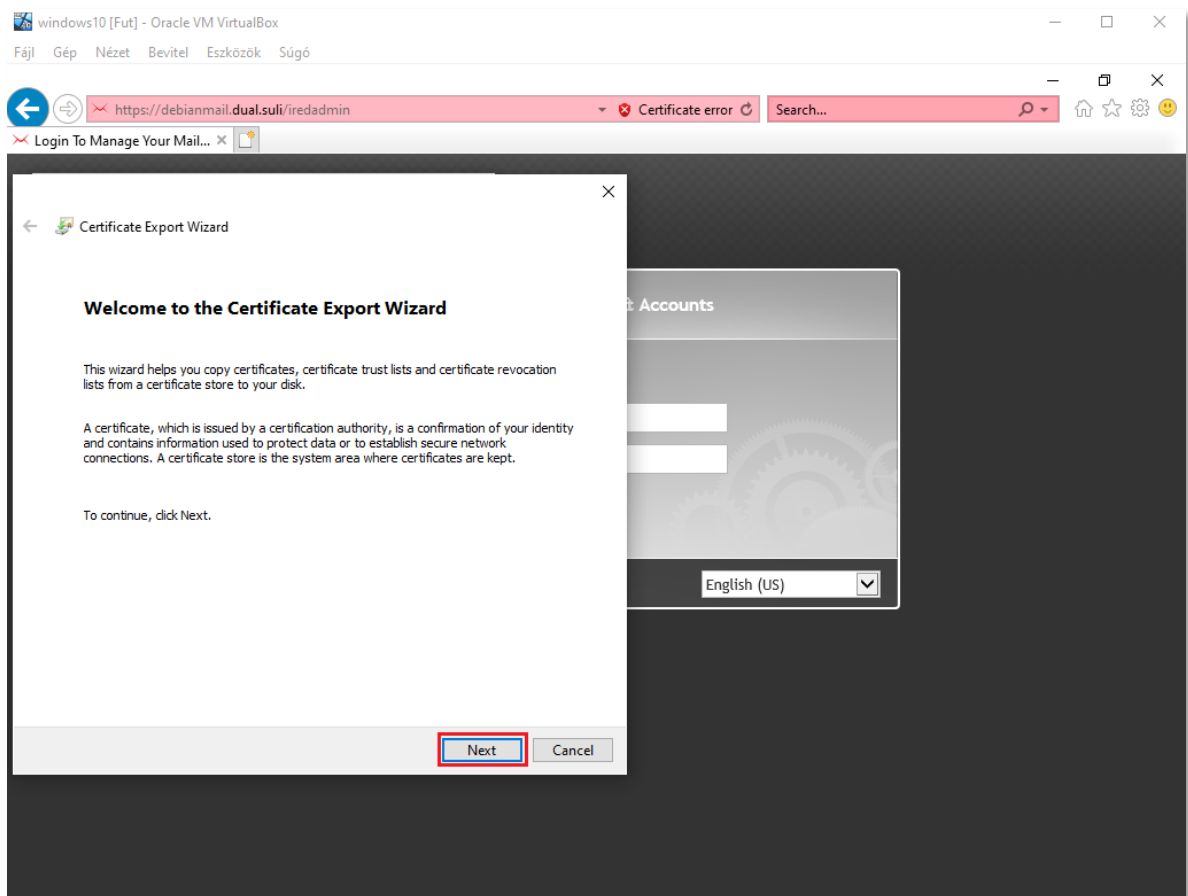 windows10 [Fut] - Oracle VM VirtualBox
Fájl Gép Nézet Bevitel Eszközök Súgó
https://debianmail.dual.suli/iredadmin
Certificate error
Search...
Login To Manage Your Mail...
Certificate Export Wizard
Welcome to the Certificate Export Wizard
This wizard helps you copy certificates, certificate trust lists and certificate revocation
lists from a certificate store to your disk.
A certificate, which is issued by a certification authority, is a confirmation of your identity
and contains information used to protect data or to establish secure network
connections. A certificate store is the system area where certificates are kept.
To continue, click Next.
Next Cancel
Accounts
English (US)